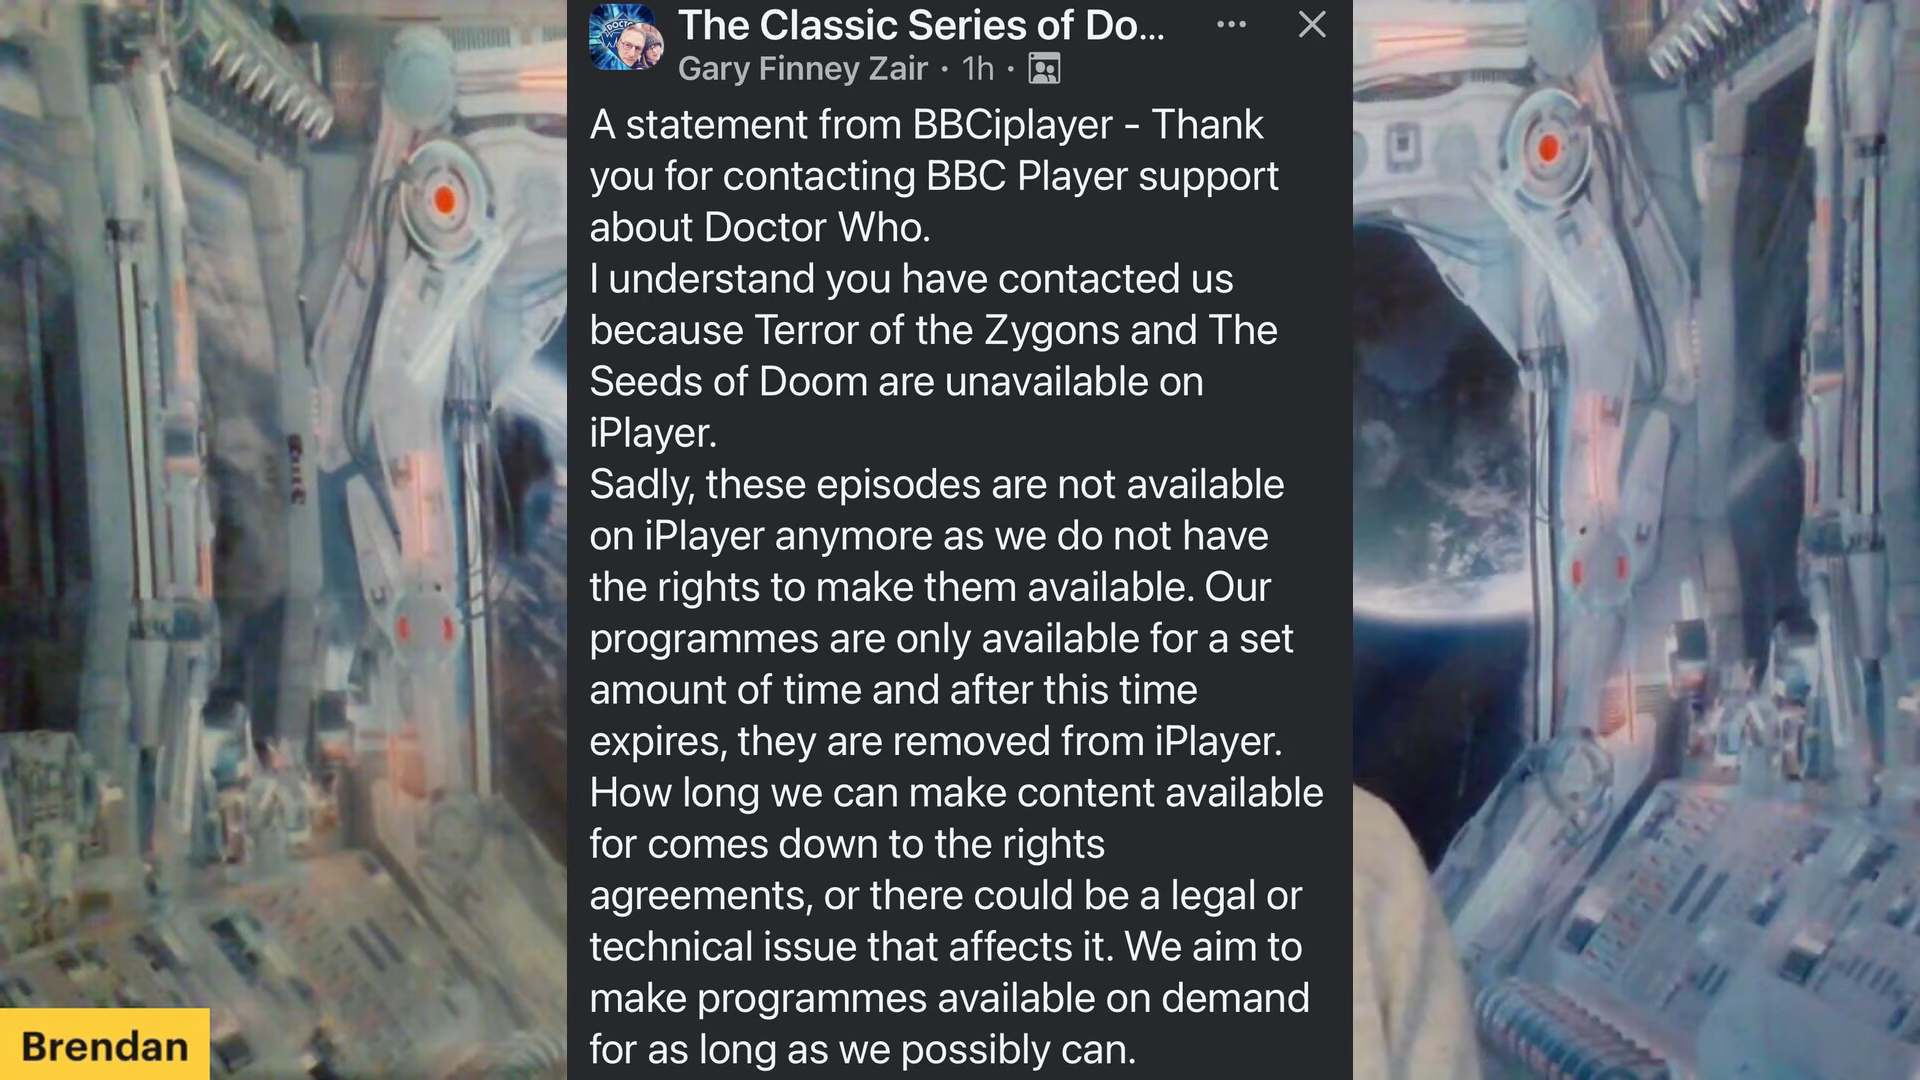 The Classic Series of Do...
Gary Finney Zair · 1h ·
A statement from BBCiplayer - Thank
you for contacting BBC Player support
about Doctor Who.
I understand you have contacted us
because Terror of the Zygons and The
Seeds of Doom are unavailable on
iPlayer.
Sadly, these episodes are not available
on iPlayer anymore as we do not have
the rights to make them available. Our
programmes are only available for a set
amount of time and after this time
expires, they are removed from iPlayer.
How long we can make content available
for comes down to the rights
agreements, or there could be a legal or
technical issue that affects it. We aim to
make programmes available on demand
for as long as we possibly can.
Brendan